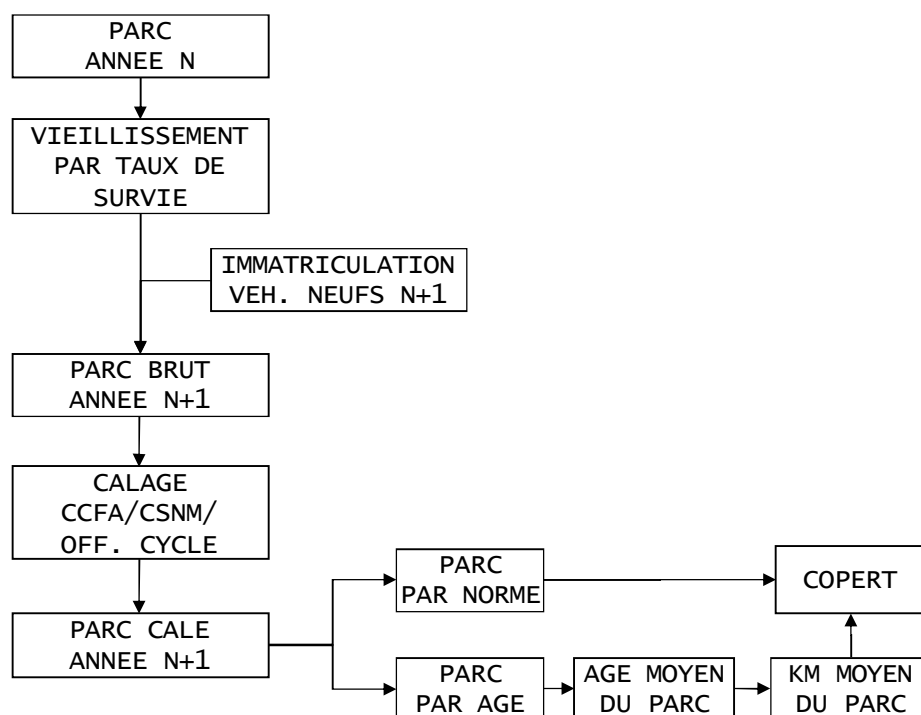 PARC
ANNEE N
VIEILLISSEMENT
PAR TAUX DE
SURVIE
IMMATRICULATION
VEH. NEUFS N+1
PARC BRUT
ANNEE N+1
CALAGE
CCFA/CSNM/
OFF. CYCLE
PARC CALE
ANNEE N+1
PARC
PAR NORME
COPERT
PARC
PAR AGE
AGE MOYEN
DU PARC
KM MOYEN
DU PARC